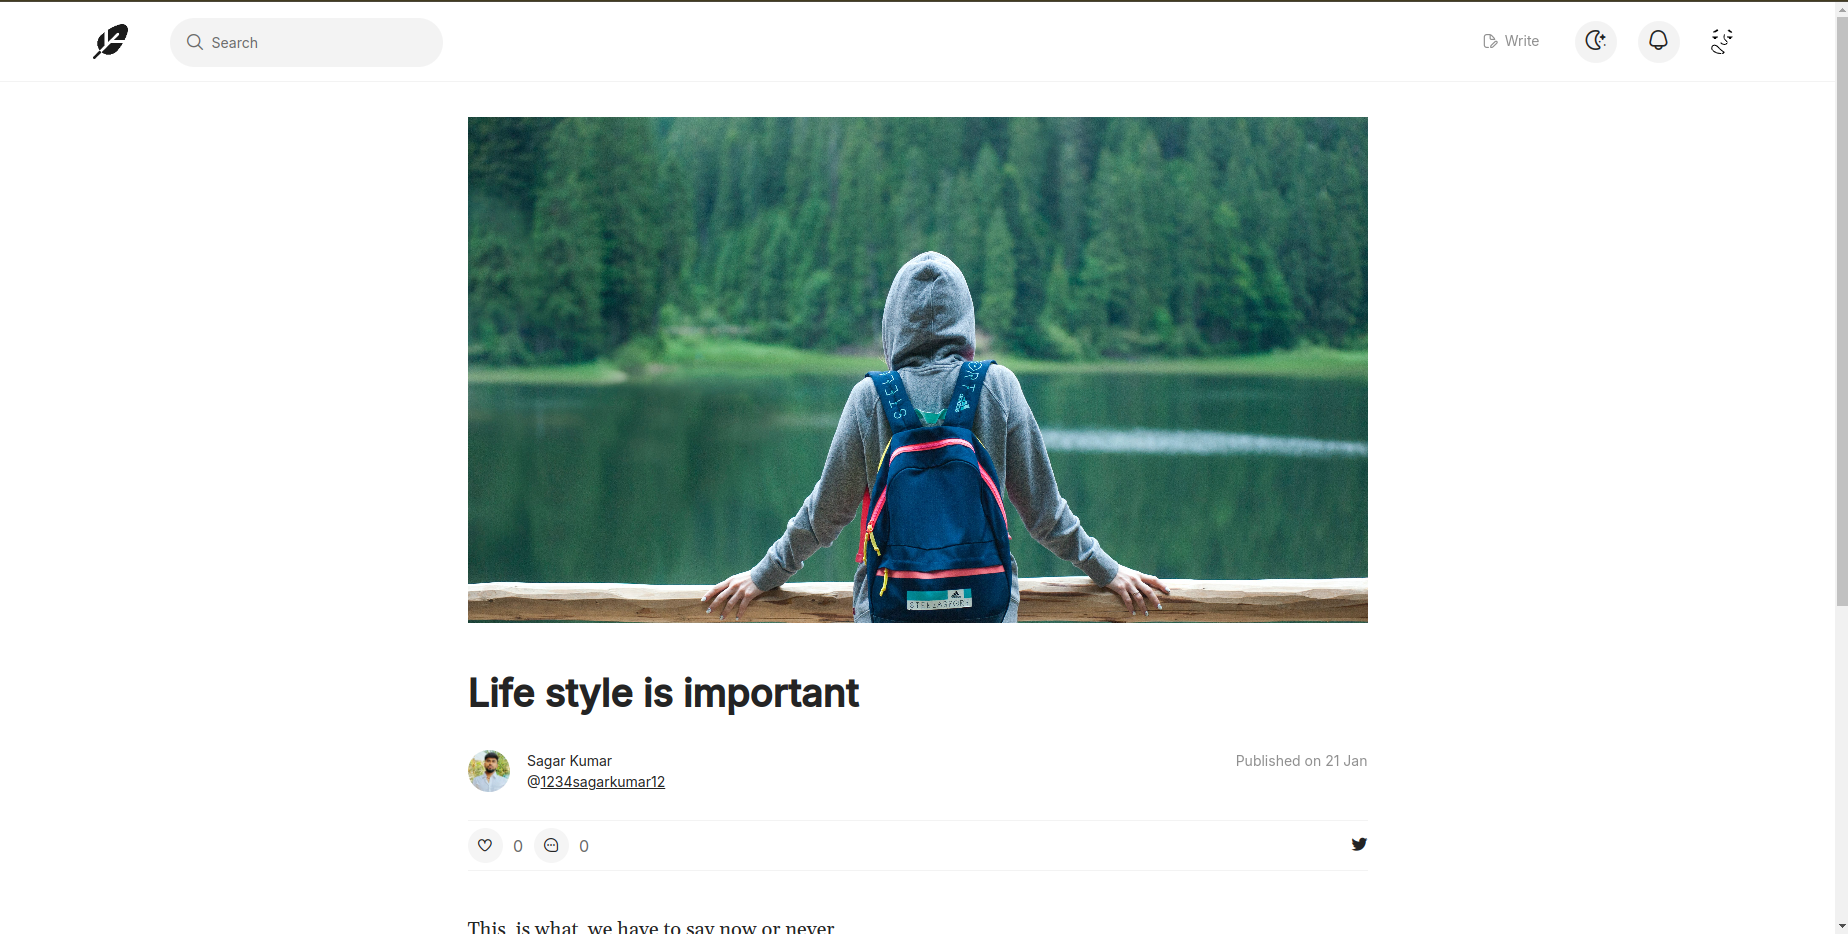 Search
Write
Life style is important
Sagar Kumar
Published on 21 Jan
@1234sagarkumar12
0
0
This is what we have to say now or never